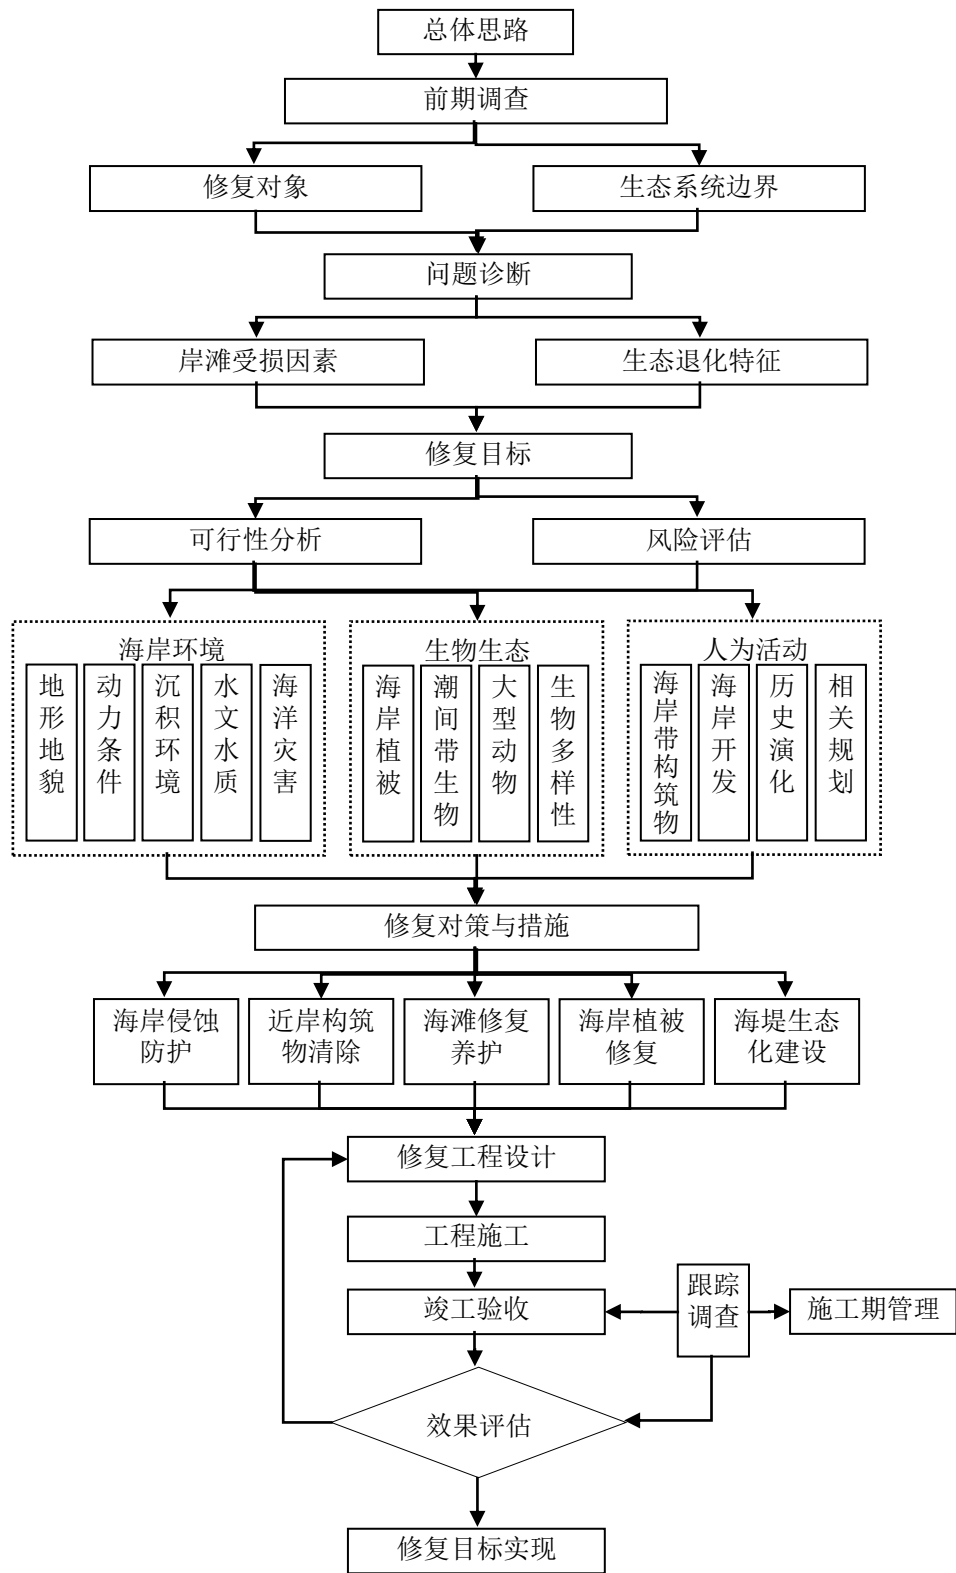 总体思路
前期调查
修复对象
生态系统边界
问题诊断
岸滩受损因素
生态退化特征
修复目标
可行性分析
风险评估
海岸环境
地形地貌
动力条件
沉积环境
水文水质
海洋灾害
生物生态
海岸植被
潮间带生物
大型动物
生物多样性
人为活动
海岸带构筑物
海岸开发
历史演化
相关规划
修复对策与措施
海岸侵蚀
防护
近岸构筑
物清除
海滩修复
养护
海岸植被
修复
海堤生态
化建设
修复工程设计
工程施工
竣工验收
跟踪
调查
施工期管理
效果评估
修复目标实现